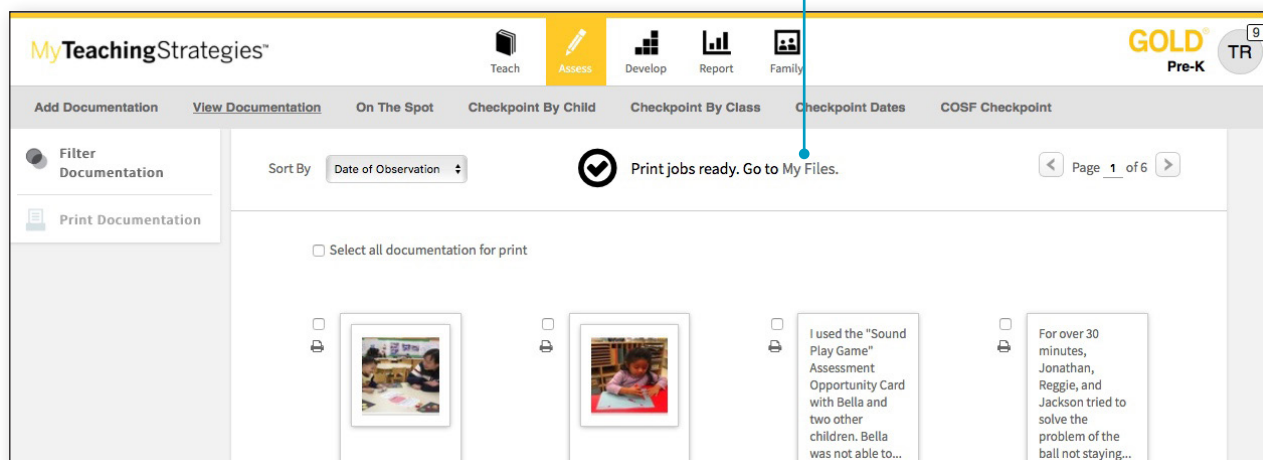 MyTeachingStrategies™
Teach
Assess
Develop
Report
Family
GOLD®
Pre-K
TR
9
Add Documentation
View Documentation
On The Spot
Checkpoint By Child
Checkpoint By Class
Checkpoint Dates
COSF Checkpoint
Filter
Documentation
Print Documentation
Sort By
Date of Observation
Print jobs ready. Go to My Files.
Page 1 of 6
Select all documentation for print
I used the "Sound
Play Game"
Assessment
Opportunity Card
with Bella and
two other
children. Bella
was not able to...
For over 30
minutes,
Jonathan,
Reggie, and
Jackson tried to
solve the
problem of the
ball not staying...